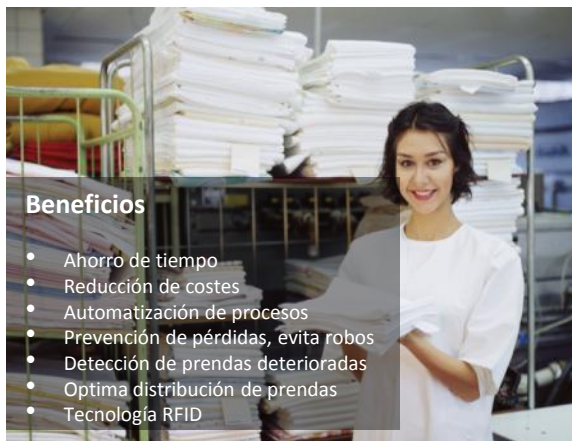 Beneficios
• Ahorro de tiempo
• Reducción de costes
• Automatización de procesos
• Prevención de pérdidas, evita robos
• Detección de prendas deterioradas
• Optima distribución de prendas
• Tecnología RFID